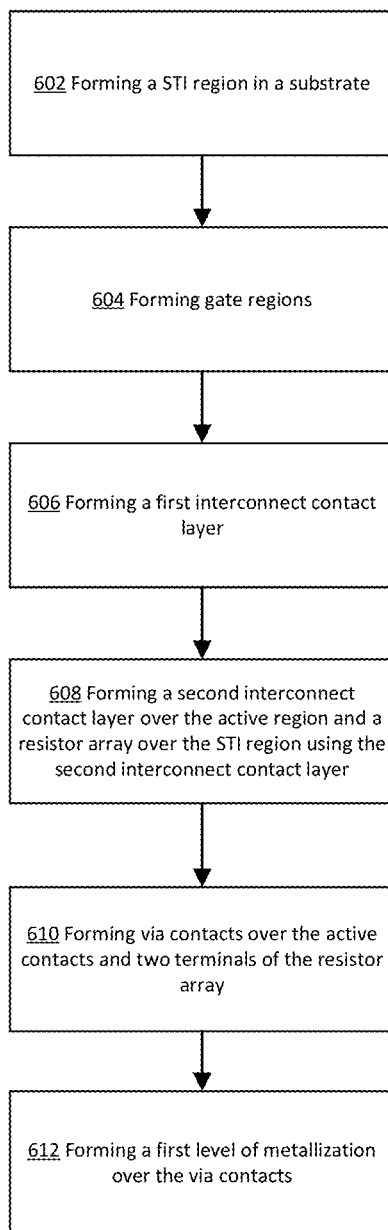 602 Forming a STI region in a substrate
604 Forming gate regions
606 Forming a first interconnect contact
layer
608 Forming a second interconnect
contact layer over the active region and a
resistor array over the STI region using the
second interconnect contact layer
610 Forming via contacts over the active
contacts and two terminals of the resistor
array
612 Forming a first level of metallization
over the via contacts